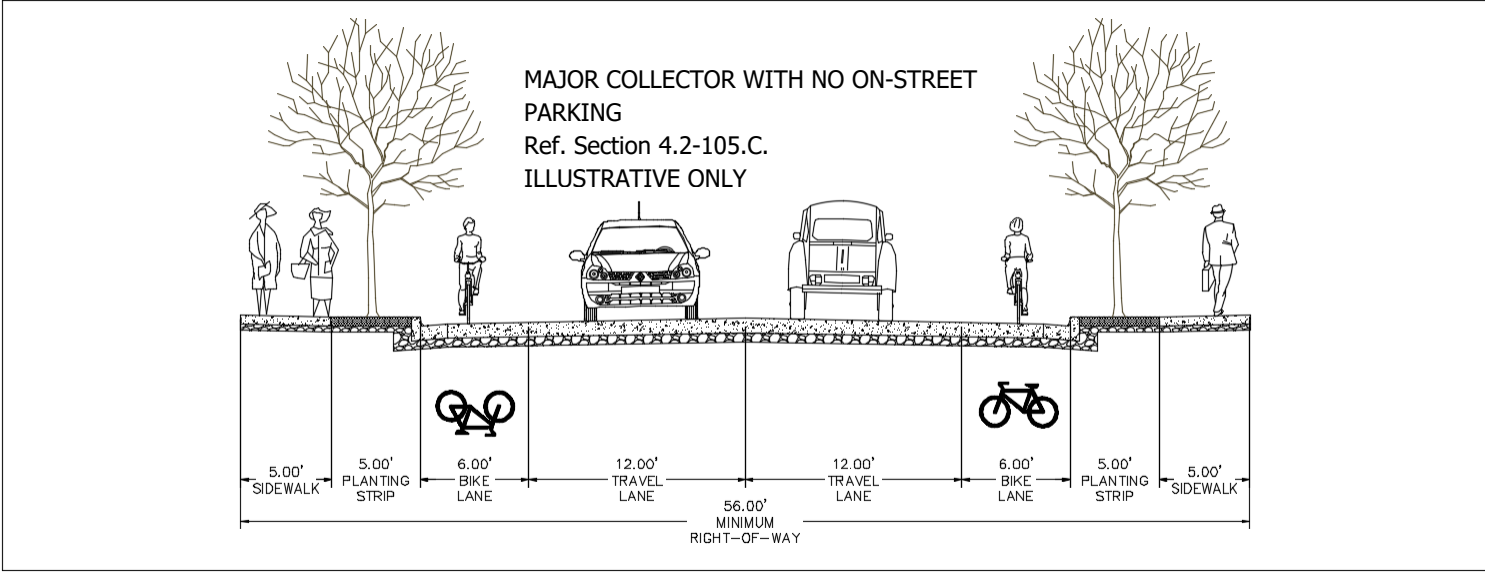 MAJOR COLLECTOR WITH NO ON-STREET
PARKING
Ref. Section 4.2-105.C.
ILLUSTRATIVE ONLY
5.00'
SIDEWALK
5.00'
PLANTING
STRIP
6.00'
BIKE
LANE
12.00'
TRAVEL
LANE
12.00'
TRAVEL
LANE
6.00'
BIKE
LANE
5.00'
PLANTING
STRIP
5.00'
SIDEWALK
56.00'
MINIMUM
RIGHT-OF-WAY